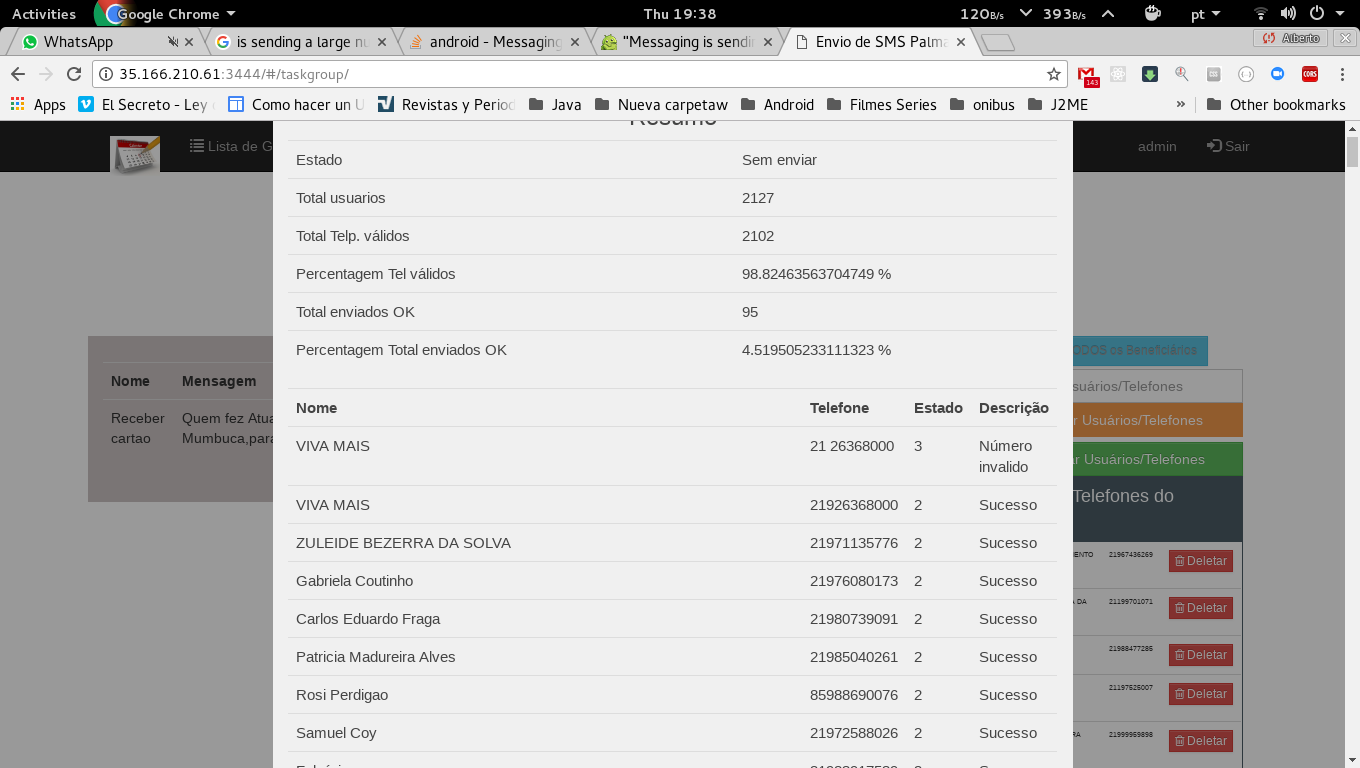 Activities Google Chrome Thu 19:38 120B/s 393B/s pt
WhatsApp is sending a large nu android - Messaging "Messaging is sendin Envio de SMS Palma Alberto
35.166.210.61:3444/#/taskgroup/ 143 CORS
Apps El Secreto - Ley Como hacer un U Revistas y Period Java Nueva carpetaw Android Filmes Series onibus J2ME » Other bookmarks
Resumo
Lista de G admin Sair
Estado Sem enviar
Total usuarios 2127
Total Telp. válidos 2102
Percentagem Tel válidos 98.82463563704749 %
Total enviados OK 95
Percentagem Total enviados OK 4.519505233111323 %
Nome Telefone Estado Descrição
VIVA MAIS 21 26368000 3 Número
invalido
VIVA MAIS 21926368000 2 Sucesso
ZULEIDE BEZERRA DA SOLVA 21971135776 2 Sucesso
Gabriela Coutinho 21976080173 2 Sucesso
Carlos Eduardo Fraga 21980739091 2 Sucesso
Patricia Madureira Alves 21985040261 2 Sucesso
Rosi Perdigao 85988690076 2 Sucesso
Samuel Coy 21972588026 2 Sucesso
Nome Mensagem
Receber Quem fez Atua
cartao Mumbuca,para
ODOS os Beneficiários
suários/Telefones
r Usuários/Telefones
ar Usuários/Telefones
Telefones do
ENTO 21967436269 Deletar
DA 21199701071 Deletar
21988477285 Deletar
21197525007 Deletar
RA 21999959898 Deletar